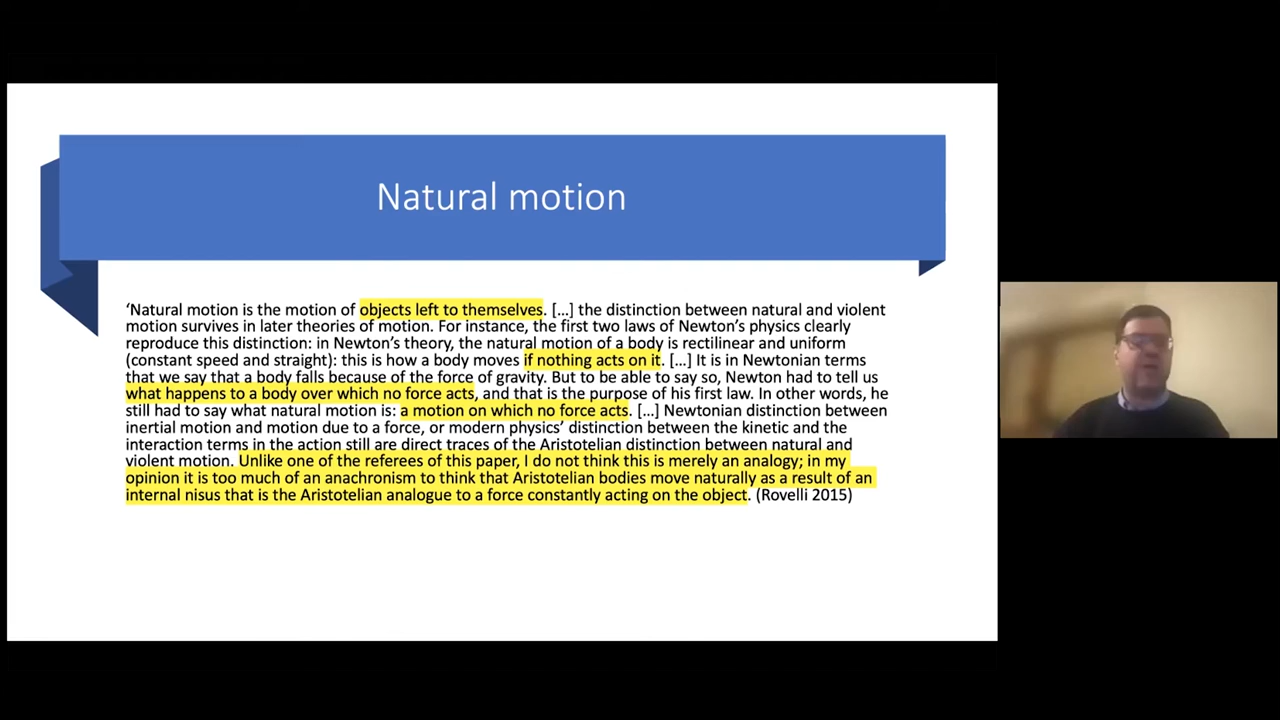 Natural motion
‘Natural motion is the motion of objects left to themselves. [...] the distinction between natural and violent
motion survives in later theories of motion. For instance, the first two laws of Newton’s physics clearly
reproduce this distinction: in Newton’s theory, the natural motion of a body is rectilinear and uniform
(constant speed and straight): this is how a body moves if nothing acts on it. [...] It is in Newtonian terms
that we say that a body falls because of the force of gravity. But to be able to say so, Newton had to tell us
what happens to a body over which no force acts, and that is the purpose of his first law. In other words, he
still had to say what natural motion is: a motion on which no force acts. [...] Newtonian distinction between
inertial motion and motion due to a force, or modern physics’ distinction between the kinetic and the
interaction terms in the action still are direct traces of the Aristotelian distinction between natural and
violent motion. Unlike one of the referees of this paper, I do not think this is merely an analogy; in my
opinion it is too much of an anachronism to think that Aristotelian bodies move naturally as a result of an
internal nisus that is the Aristotelian analogue to a force constantly acting on the object. (Rovelli 2015)